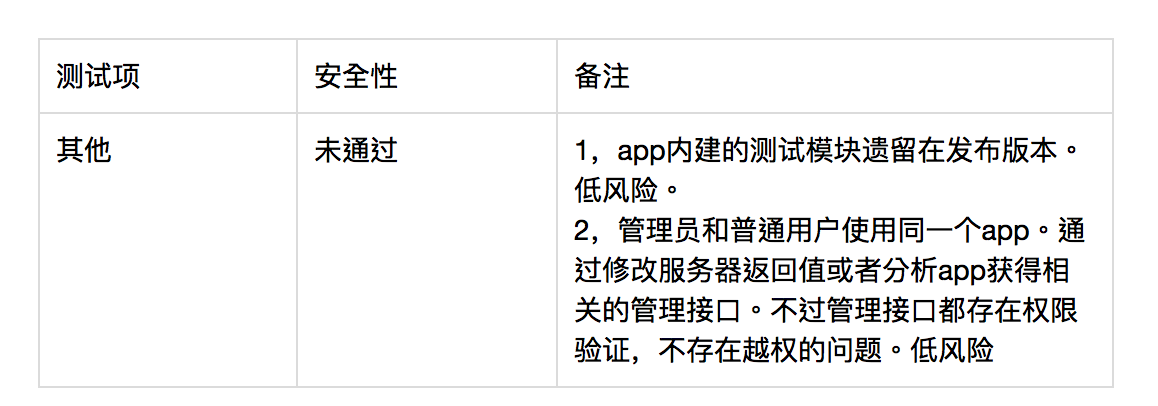 测试项 安全性 备注
其他 未通过 1，app内建的测试模块遗留在发布版本。
低风险。
2，管理员和普通用户使用同一个app。通
过修改服务器返回值或者分析app获得相
关的管理接口。不过管理接口都存在权限
验证，不存在越权的问题。低风险